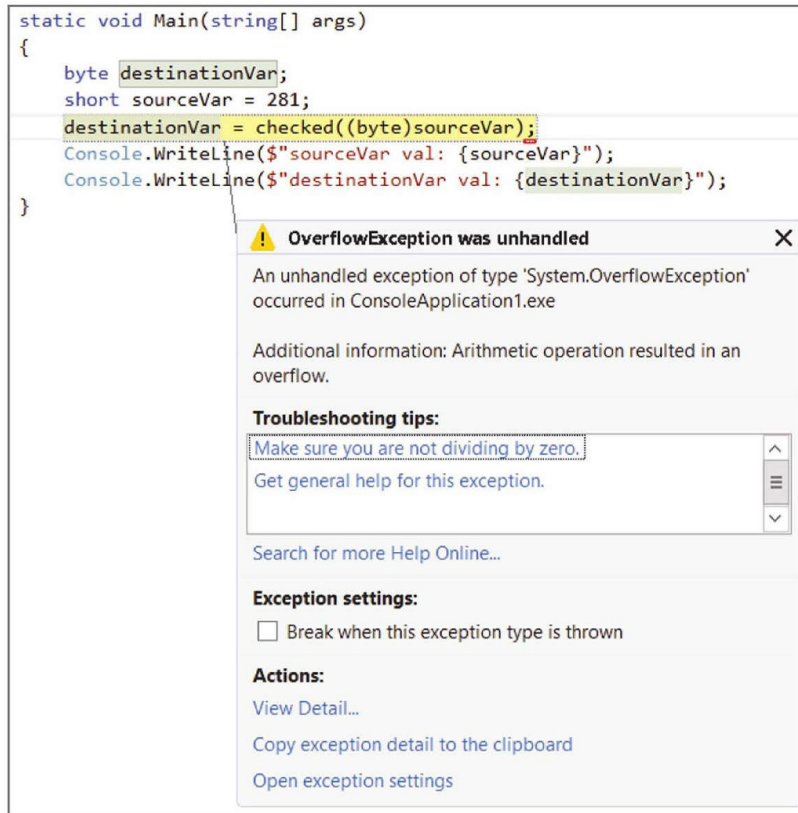 static void Main(string[] args)
{
byte destinationVar;
short sourceVar = 281;
destinationVar = checked((byte)sourceVar);
Console.WriteLine($"sourceVar val: {sourceVar}");
Console.WriteLine($"destinationVar val: {destinationVar}");
}
OverflowException was unhandled
An unhandled exception of type 'System.OverflowException'
occurred in ConsoleApplication1.exe
Additional information: Arithmetic operation resulted in an
overflow.
Troubleshooting tips:
Make sure you are not dividing by zero.
Get general help for this exception.
Search for more Help Online...
Exception settings:
Break when this exception type is thrown
Actions:
View Detail...
Copy exception detail to the clipboard
Open exception settings